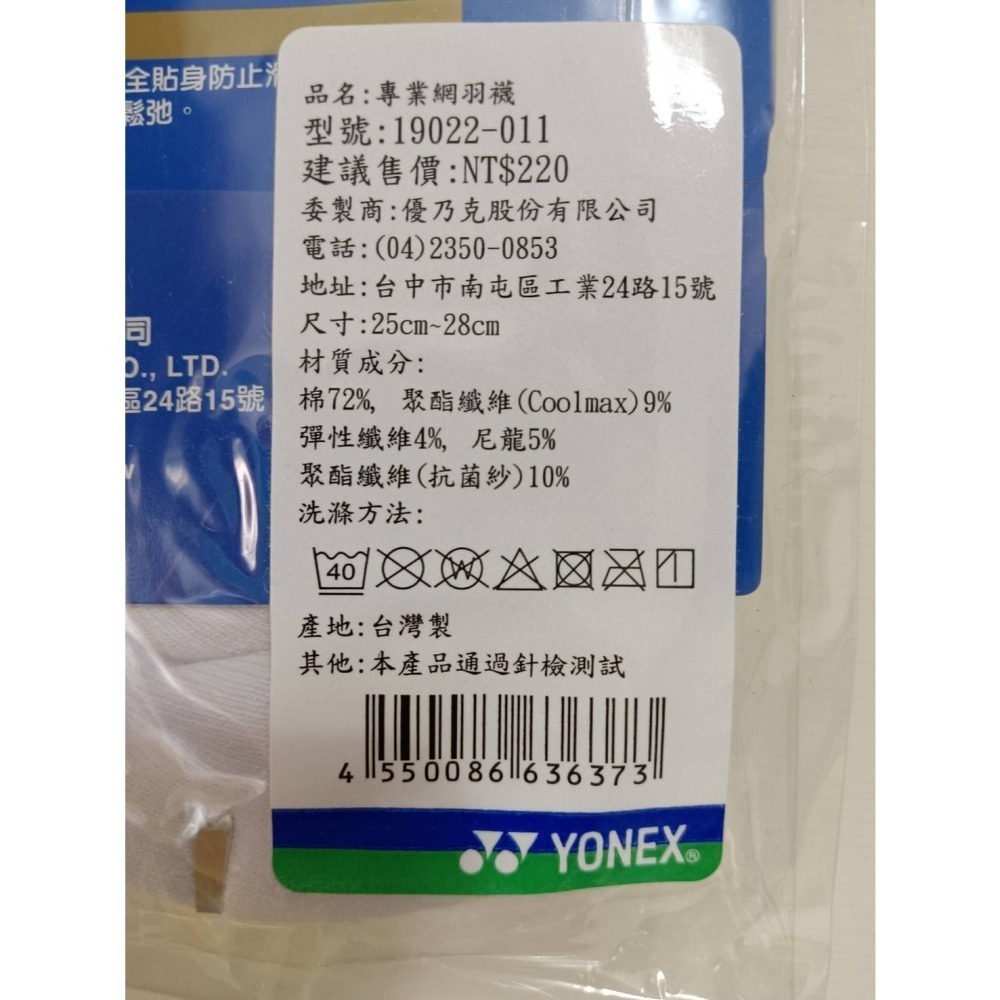 全貼身防止
鬆弛。
品名:專業網羽襪
型號:19022-011
建議售價:NT$220
委製商:優乃克股份有限公司
電話:(04)2350-0853
地址:台中市南屯區工業24路15號
尺寸:25cm~28cm
材質成分:
棉72%, 聚酯纖維(Coolmax)9%
彈性纖維4%, 尼龍5%
聚酯纖維(抗菌紗)10%
洗滌方法:
40
W
產地:台灣製
其他:本產品通過針檢測試
4 550086 636373
YONEX®
司
O., LTD.
區24路15號